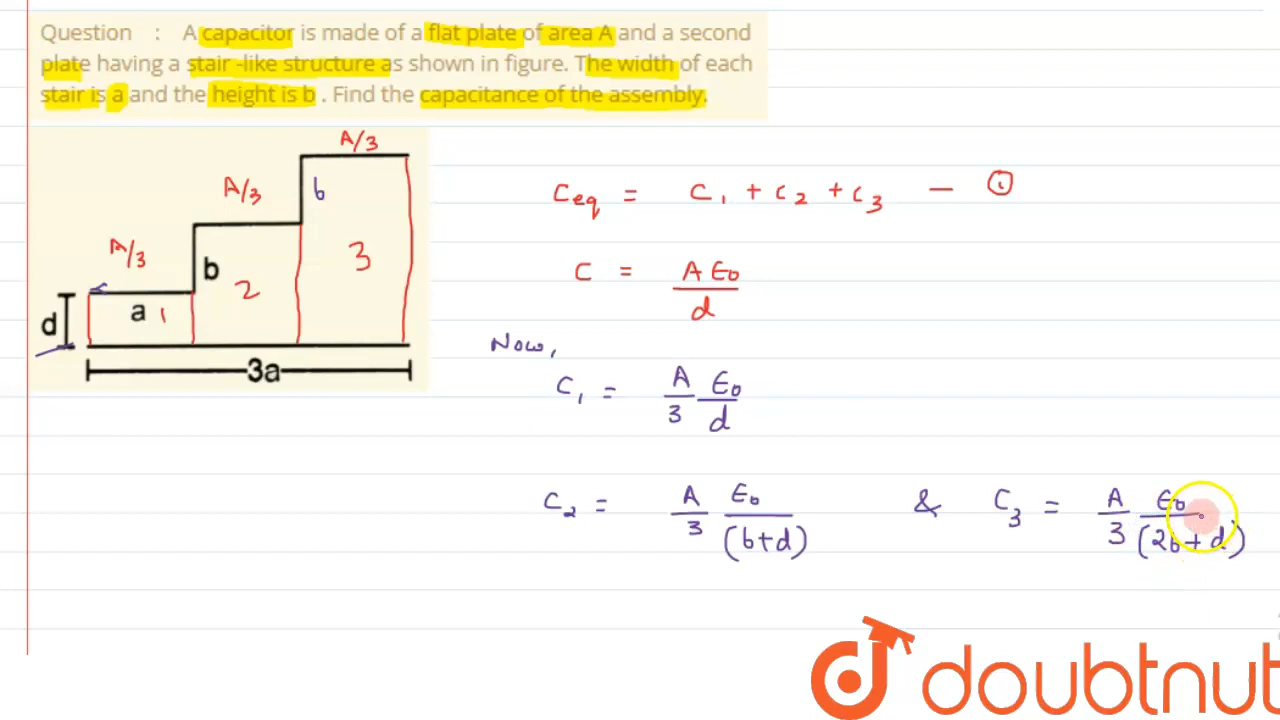 Question : A capacitor is made of a flat plate of area A and a second
plate having a stair -like structure as shown in figure. The width of each
stair is a and the height is b . Find the capacitance of the assembly.
A/3
A/3
b
A/3
3
b
2
a 1
d
3a
Ceq = C1 + C2 + C3 — ①
C = A ε0 / d
Now,
C1 = A/3 ε0/d
C2 = A/3 ε0/(b+d) & C3 = A/3 ε0/(2b+d)
doubtnut